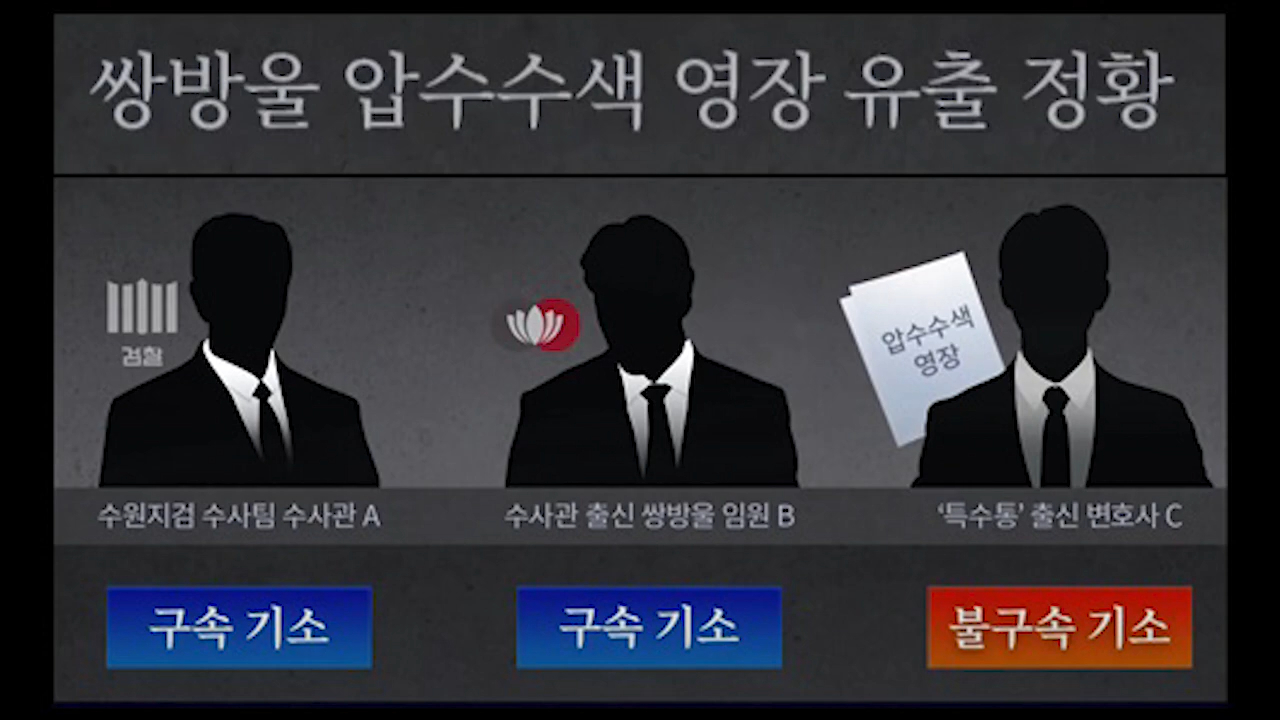 쌍방울 압수수색 영장 유출 정황
검찰
압수수색
영장
수원지검 수사팀 수사관 A
수사관 출신 쌍방울 임원 B
‘특수통’ 출신 변호사 C
구속 기소
구속 기소
불구속 기소